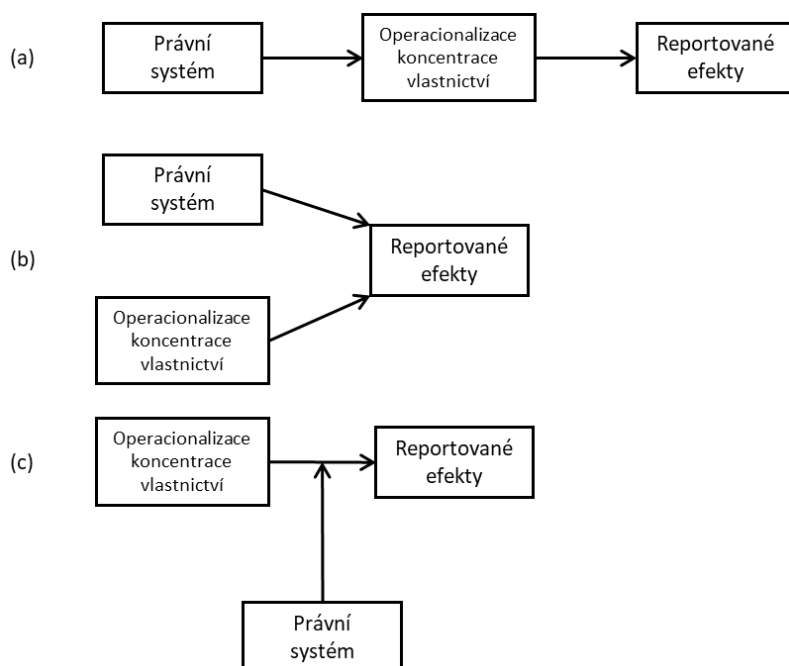 (a)
Právní
systém
Operacionalizace
koncentrace
vlastnictví
Reportované
efekty
(b)
Právní
systém
Reportované
efekty
Operacionalizace
koncentrace
vlastnictví
(c)
Operacionalizace
koncentrace
vlastnictví
Reportované
efekty
Právní
systém